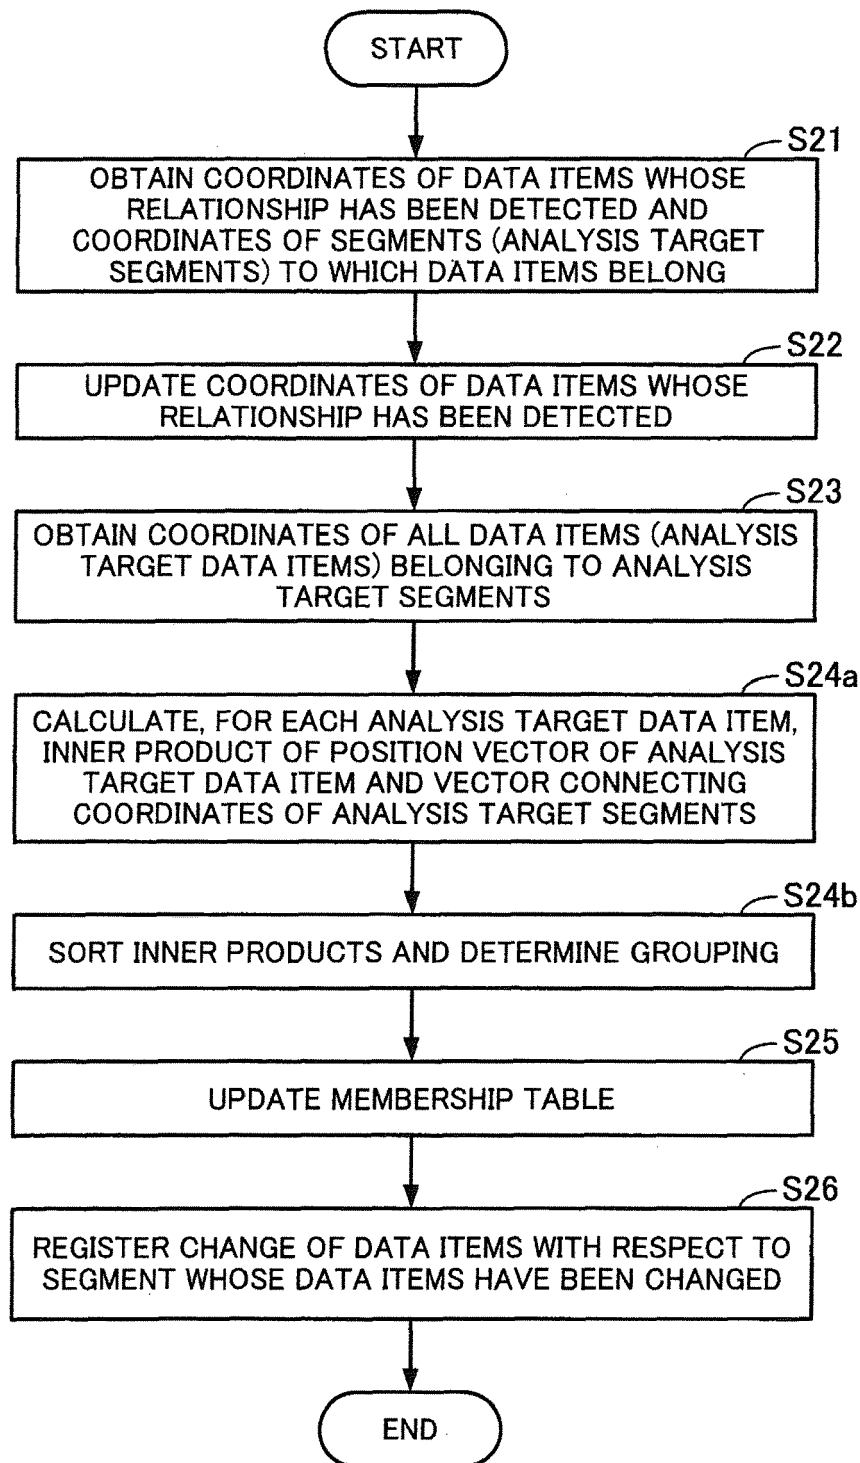 START
S21
OBTAIN COORDINATES OF DATA ITEMS WHOSE
RELATIONSHIP HAS BEEN DETECTED AND
COORDINATES OF SEGMENTS (ANALYSIS TARGET
SEGMENTS) TO WHICH DATA ITEMS BELONG
S22
UPDATE COORDINATES OF DATA ITEMS WHOSE
RELATIONSHIP HAS BEEN DETECTED
S23
OBTAIN COORDINATES OF ALL DATA ITEMS (ANALYSIS
TARGET DATA ITEMS) BELONGING TO ANALYSIS
TARGET SEGMENTS
S24a
CALCULATE, FOR EACH ANALYSIS TARGET DATA ITEM,
INNER PRODUCT OF POSITION VECTOR OF ANALYSIS
TARGET DATA ITEM AND VECTOR CONNECTING
COORDINATES OF ANALYSIS TARGET SEGMENTS
S24b
SORT INNER PRODUCTS AND DETERMINE GROUPING
S25
UPDATE MEMBERSHIP TABLE
S26
REGISTER CHANGE OF DATA ITEMS WITH RESPECT TO
SEGMENT WHOSE DATA ITEMS HAVE BEEN CHANGED
END